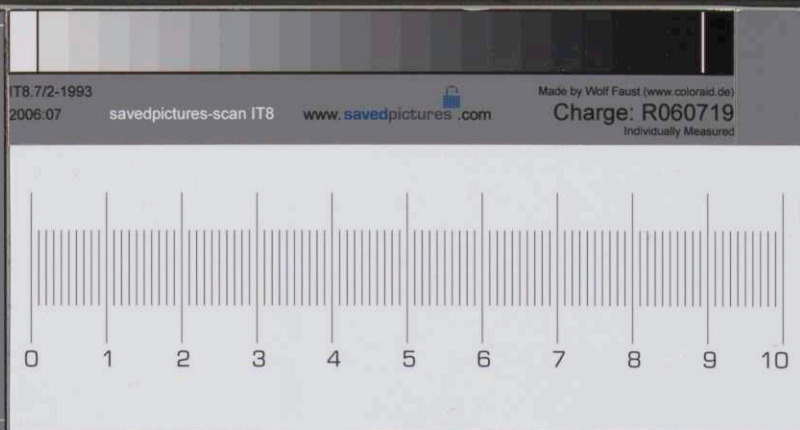 IT8.7/2-1993
Made by Wolf Faust (www.coloraid.de)
2006:07
savedpictures-scan IT8
www.savedpictures.com
Charge: R060719
Individually Measured
0 1 2 3 4 5 6 7 8 9 10